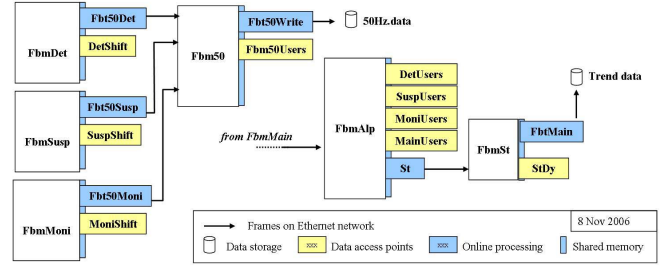 Fbt50Det
FbmDet
DetShift
Fbt50Susp
FbmSusp
SuspShift
Fbt50Moni
FbmMoni
MoniShift
Fbt50Write
Fbm50
Fbm50Users
50Hz.data
from FbmMain
FbmAlp
DetUsers
SuspUsers
MoniUsers
MainUsers
St
FbmSt
FbtMain
StDy
Trend data
Frames on Ethernet network
8 Nov 2006
Data storage
xxx
Data access points
xxx
Online processing
Shared memory